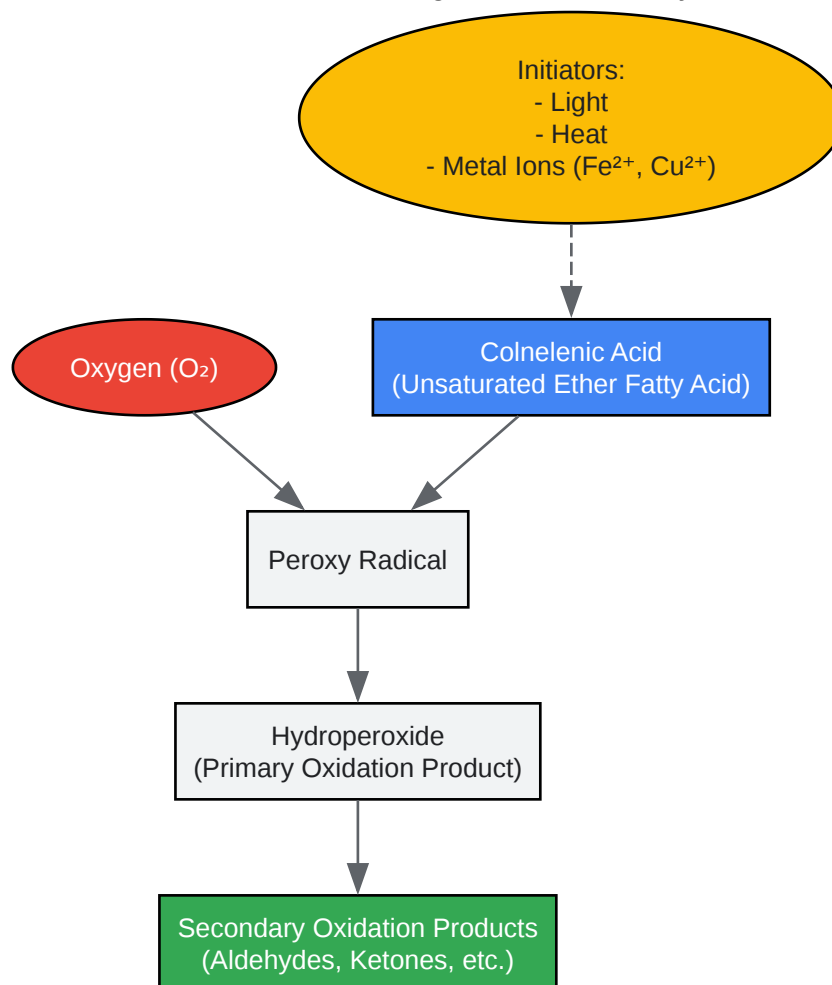 Initiators:
- Light
- Heat
- Metal Ions (Fe²⁺, Cu²⁺)
Oxygen (O₂)
Colnelenic Acid
(Unsaturated Ether Fatty Acid)
Peroxy Radical
Hydroperoxide
(Primary Oxidation Product)
Secondary Oxidation Products
(Aldehydes, Ketones, etc.)